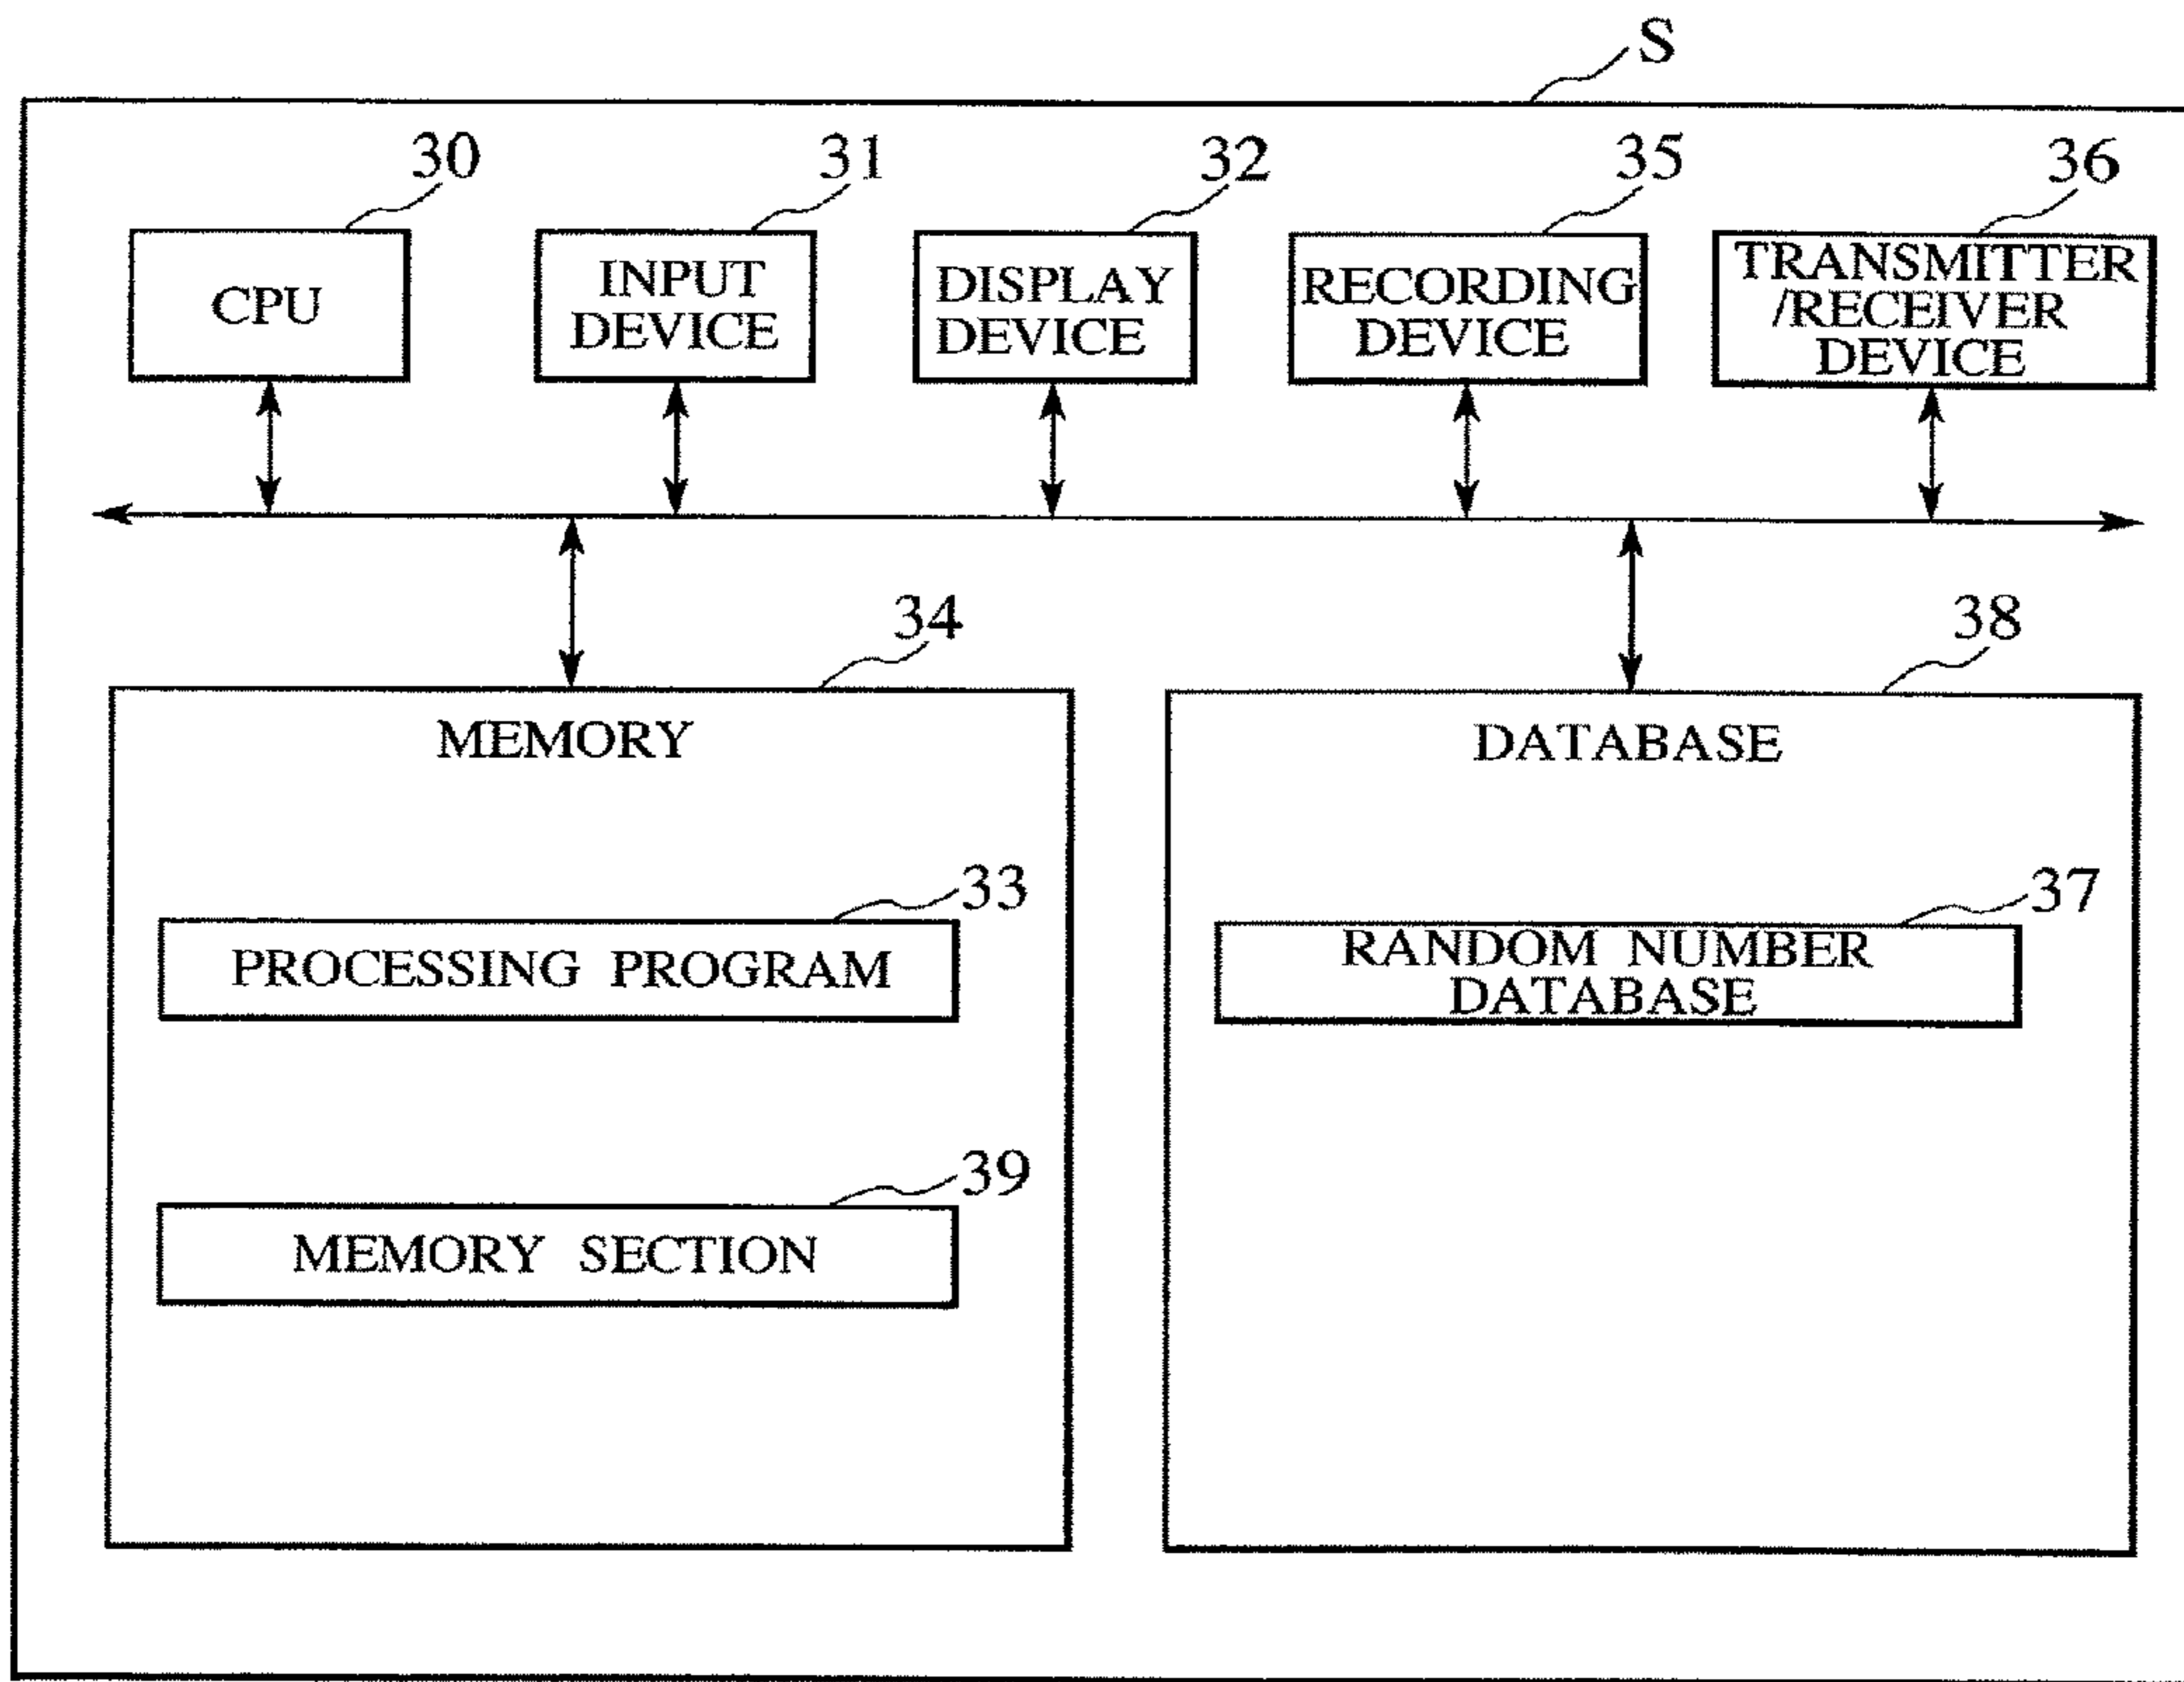 S
30
31
32
35
36
CPU
INPUT
DEVICE
DISPLAY
DEVICE
RECORDING
DEVICE
TRANSMITTER
/RECEIVER
DEVICE
34
38
MEMORY
DATABASE
33
PROCESSING PROGRAM
37
RANDOM NUMBER
DATABASE
39
MEMORY SECTION